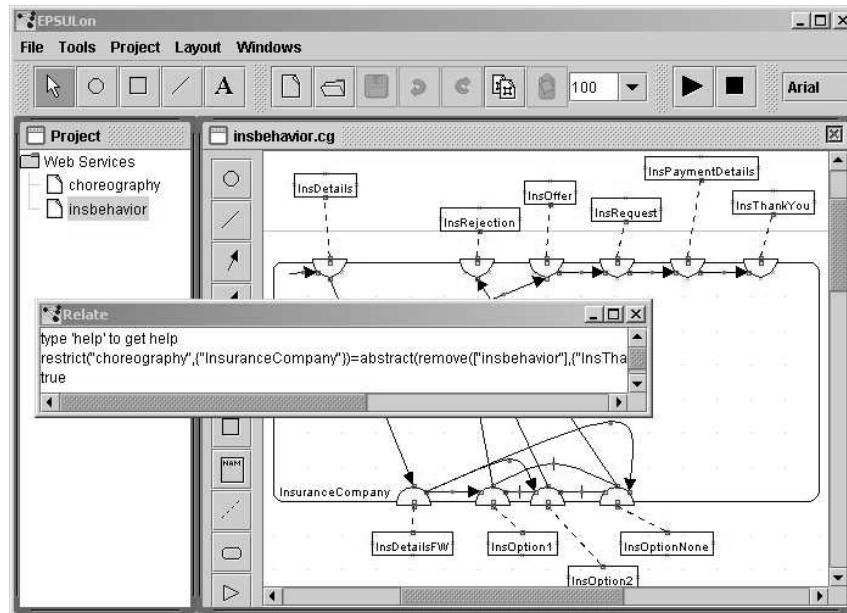 EPSULon
File Tools Project Layout Windows
A 100 Arial
Project
Web Services
choreography
insbehavior
insbehavior.cg
InsDetails
InsRejection
InsOffer
InsRequest
InsPaymentDetails
InsThankYou
Relate
type 'help' to get help
restrict("choreography",{"InsuranceCompany"})=abstract(remove(["insbehavior"],{"InsTha
true
NAM
InsuranceCompany
InsDetailsFW
InsOption1
InsOption2
InsOptionNone